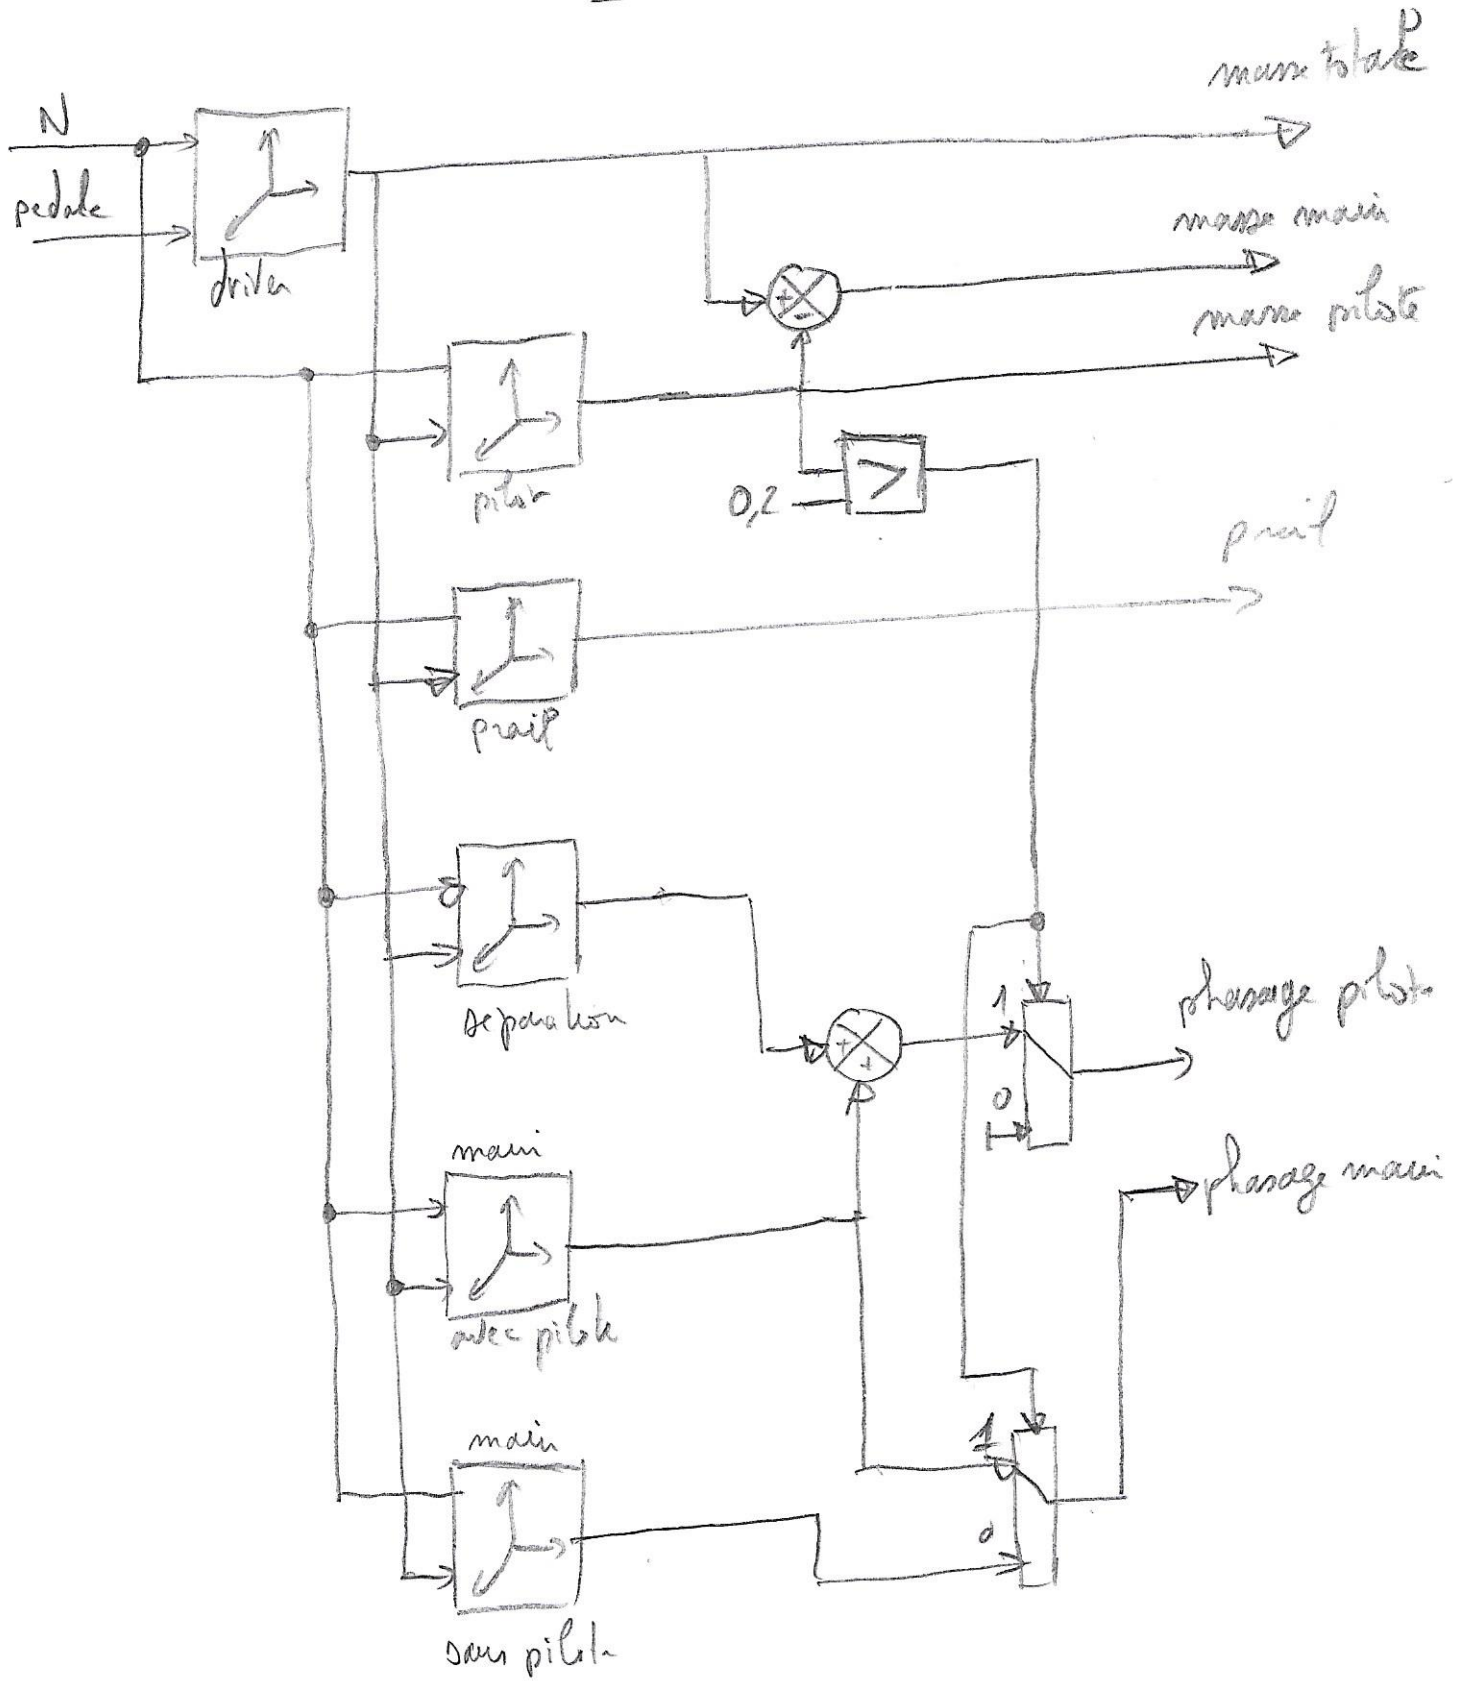 masse totale
N
pedale
driver
masse main
+
-
masse pilote
pilote
>
0,2
prail
prail
separation
+
+
1
0
phasage pilote
main
avec pilote
phasage main
main
1
0
sans pilote